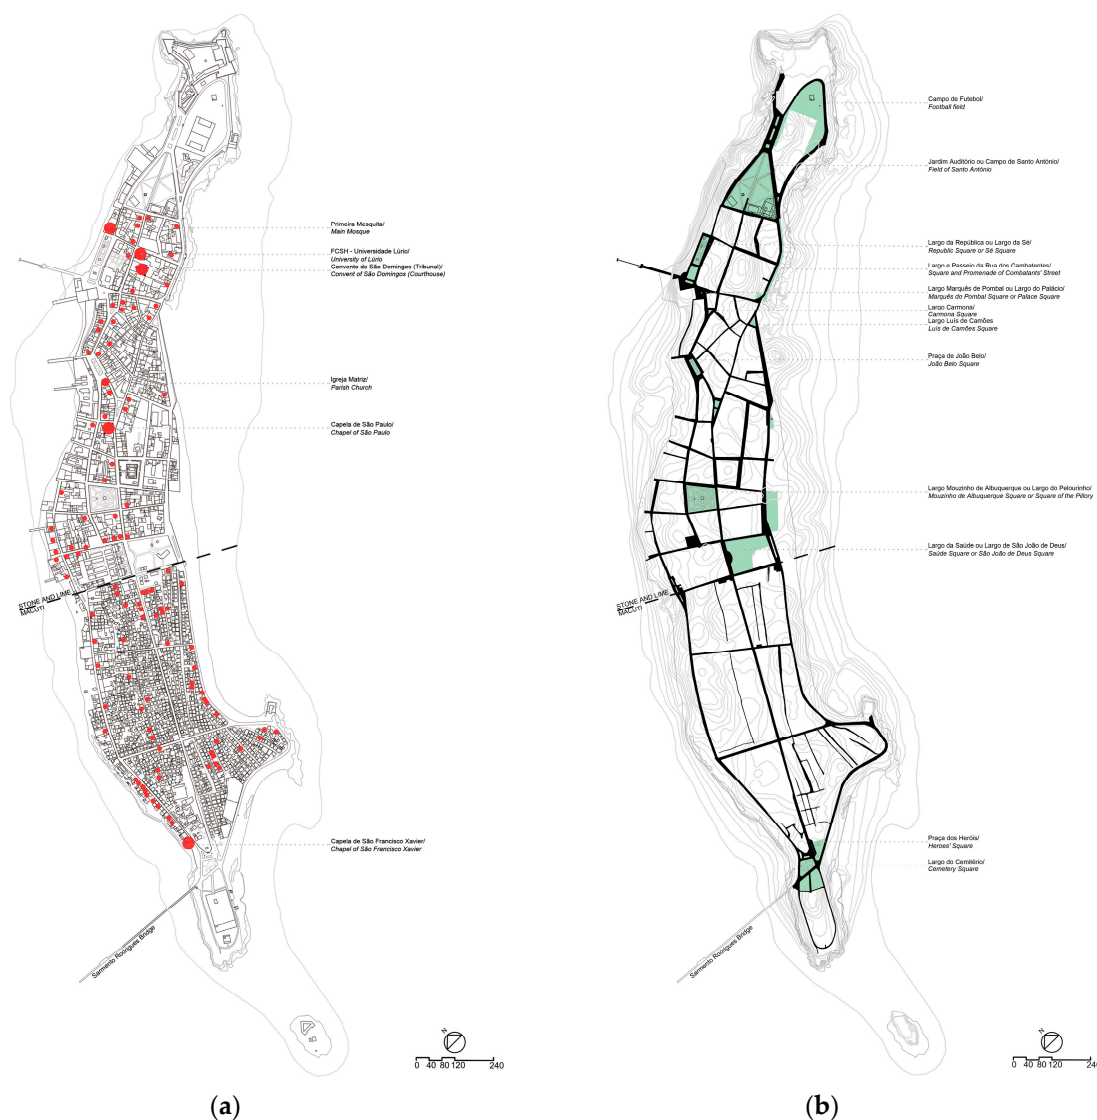 Primeira Mesquita/
Main Mosque
FCSH - Universidade Lúrio/
University of Lúrio
Convento de São Domingos (Tribunal)/
Convent of São Domingos (Courthouse)
Igreja Matriz/
Parish Church
Capela de São Paulo/
Chapel of São Paulo
STONE AND LIME
MACUTI
Capela de São Francisco Xavier/
Chapel of São Francisco Xavier
Sarmento Rodrigues Bridge
N
0 40 80 120 240
(a)
Campo de Futebol/
Football field
Jardim Auditório ou Campo de Santo António/
Field of Santo António
Largo da República ou Largo da Sé/
Republic Square or Sé Square
Largo e Passeio da Rua dos Combatentes/
Square and Promenade of Combatants' Street
Largo Marquês de Pombal ou Largo do Palácio/
Marquês do Pombal Square or Palace Square
Largo Carmona/
Carmona Square
Largo Luís de Camões
Luís de Camões Square
Praça de João Belo/
João Belo Square
Largo Mouzinho de Albuquerque ou Largo do Pelourinho/
Mouzinho de Albuquerque Square or Square of the Pillory
Largo da Saúde ou Largo de São João de Deus/
Saúde Square or São João de Deus Square
STONE AND LIME
MACUTI
Praça dos Heróis/
Heroes' Square
Largo do Cemitério/
Cemetery Square
Sarmento Rodrigues Bridge
N
0 40 80 120 240
(b)